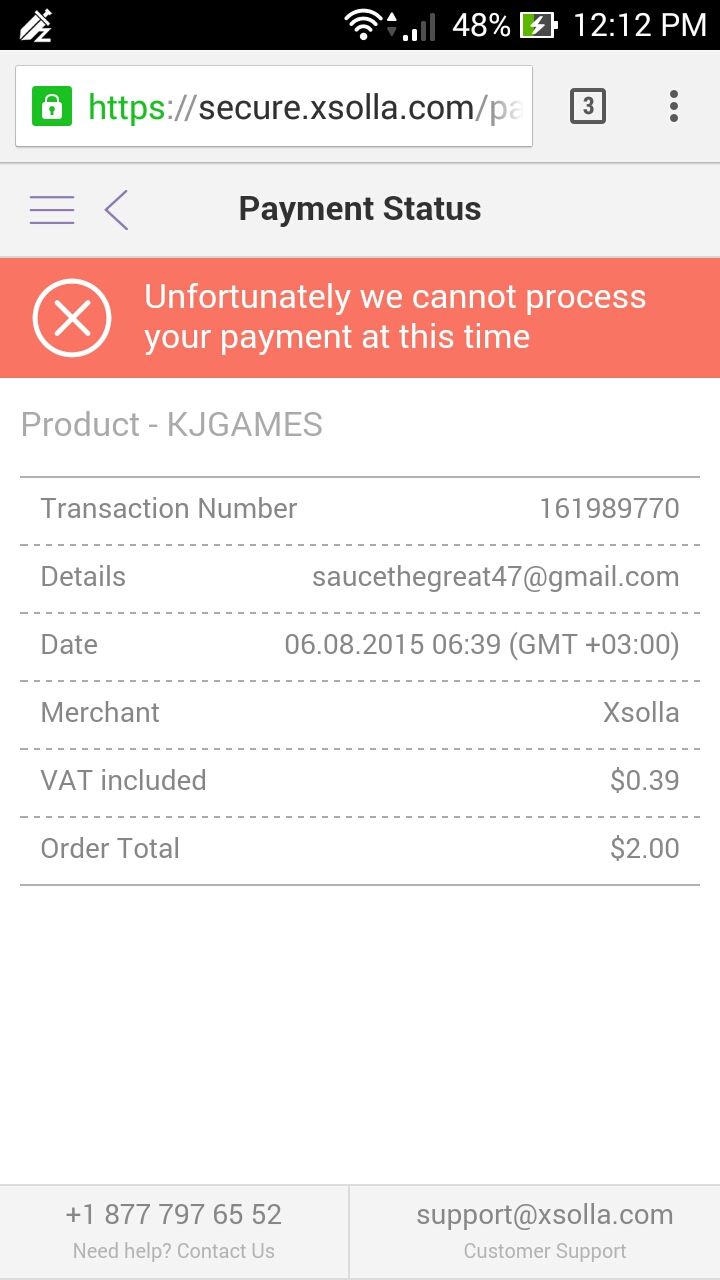 48% 12:12 PM
https://secure.xsolla.com/pa
3
Payment Status
Unfortunately we cannot process
your payment at this time
Product - KJGAMES
Transaction Number 161989770
Details saucethegreat47@gmail.com
Date 06.08.2015 06:39 (GMT +03:00)
Merchant Xsolla
VAT included $0.39
Order Total $2.00
+1 877 797 65 52 support@xsolla.com
Need help? Contact Us Customer Support